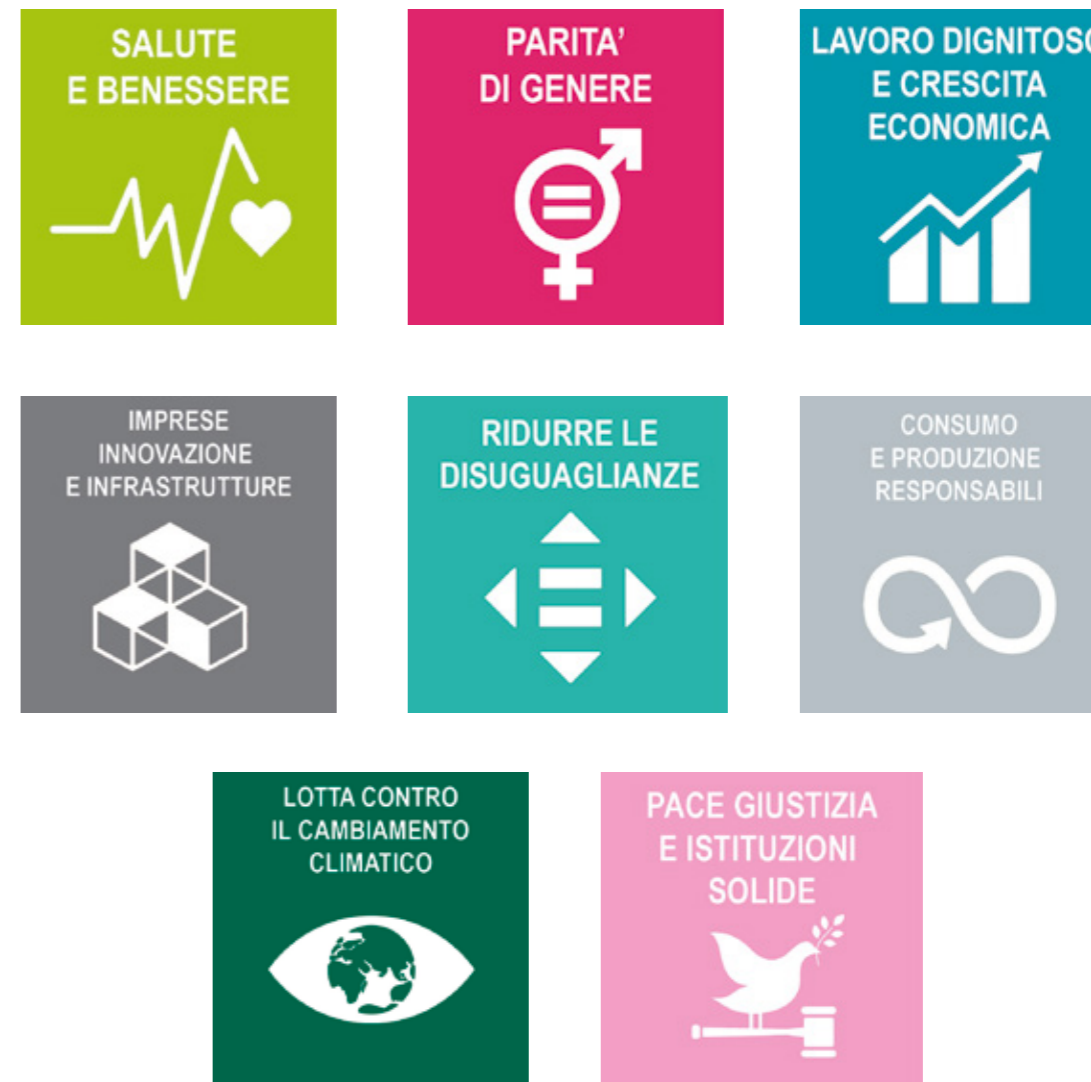 SALUTE
E BENESSERE
PARITA'
DI GENERE
LAVORO DIGNITOSO
E CRESCITA
ECONOMICA
IMPRESE
INNOVAZIONE
E INFRASTRUTTURE
RIDURRE LE
DISUGUAGLIANZE
CONSUMO
E PRODUZIONE
RESPONSABILI
LOTTA CONTRO
IL CAMBIAMENTO
CLIMATICO
PACE GIUSTIZIA
E ISTITUZIONI
SOLIDE